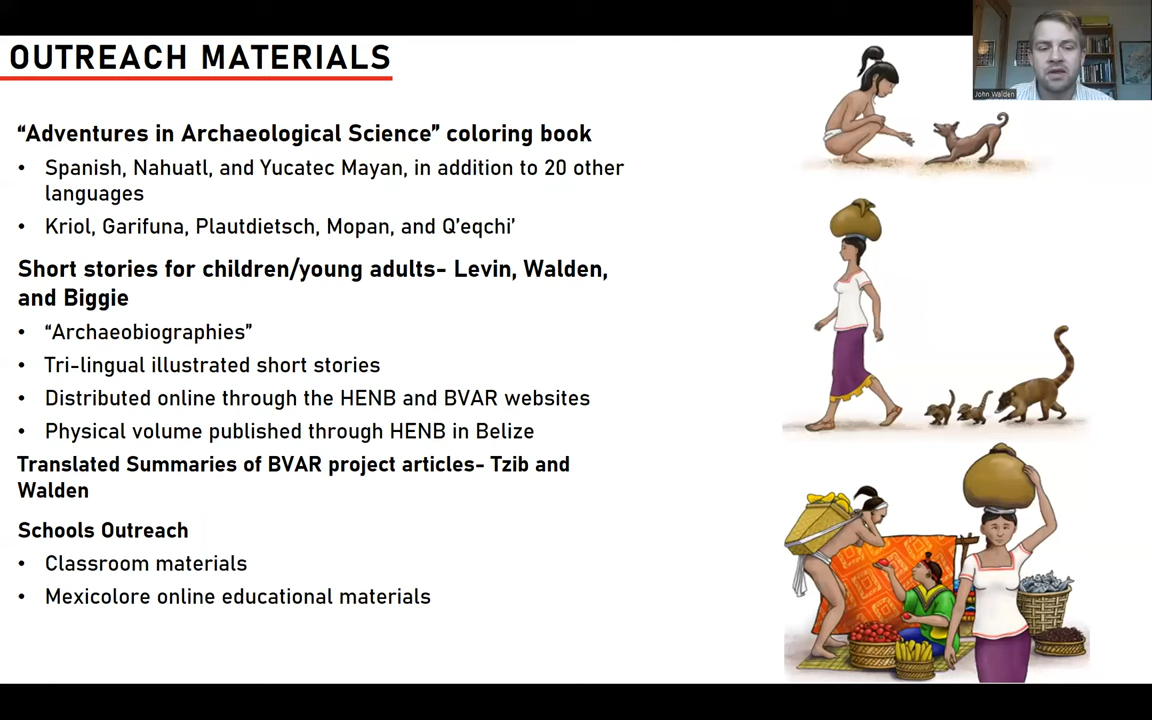 OUTREACH MATERIALS
John Walden
“Adventures in Archaeological Science” coloring book
• Spanish, Nahuatl, and Yucatec Mayan, in addition to 20 other
languages
• Kriol, Garifuna, Plautdietsch, Mopan, and Q’eqchi’
Short stories for children/young adults- Levin, Walden,
and Biggie
• “Archaeobiographies”
• Tri-lingual illustrated short stories
• Distributed online through the HENB and BVAR websites
• Physical volume published through HENB in Belize
Translated Summaries of BVAR project articles- Tzib and
Walden
Schools Outreach
• Classroom materials
• Mexicolore online educational materials